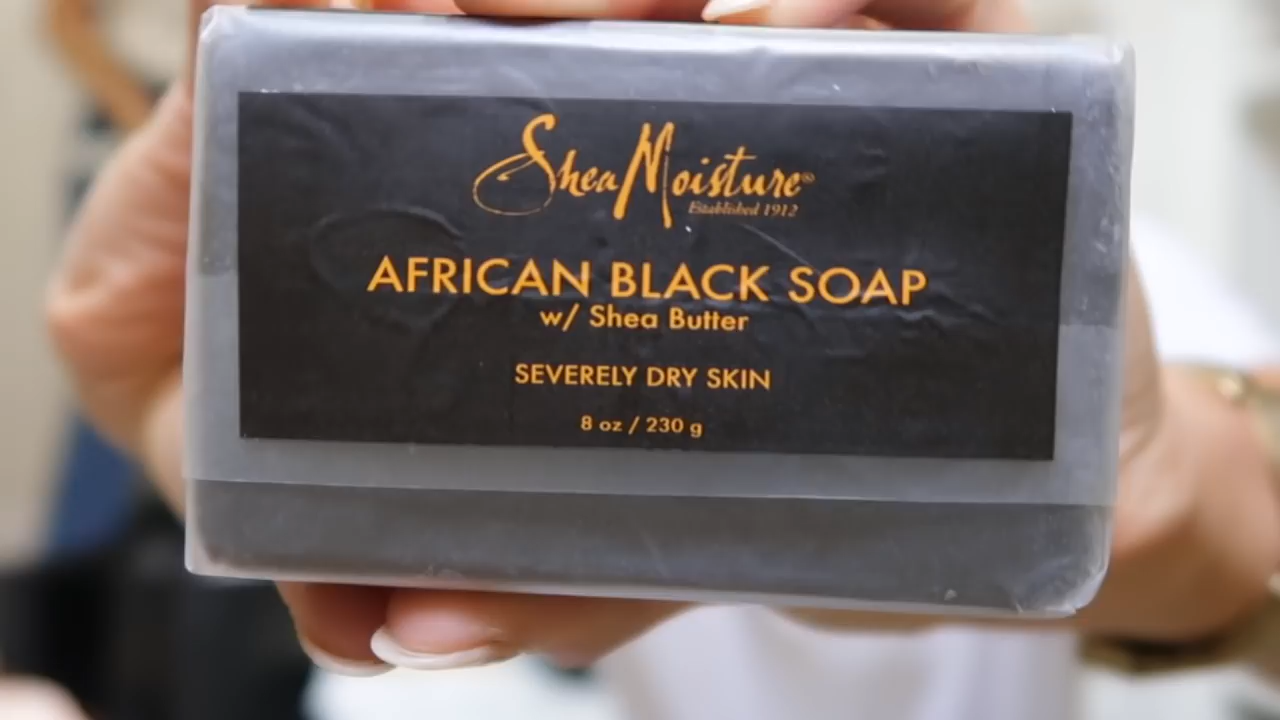 SheaMoisture®
Established 1912
AFRICAN BLACK SOAP
w/ Shea Butter
SEVERELY DRY SKIN
8 oz / 230 g